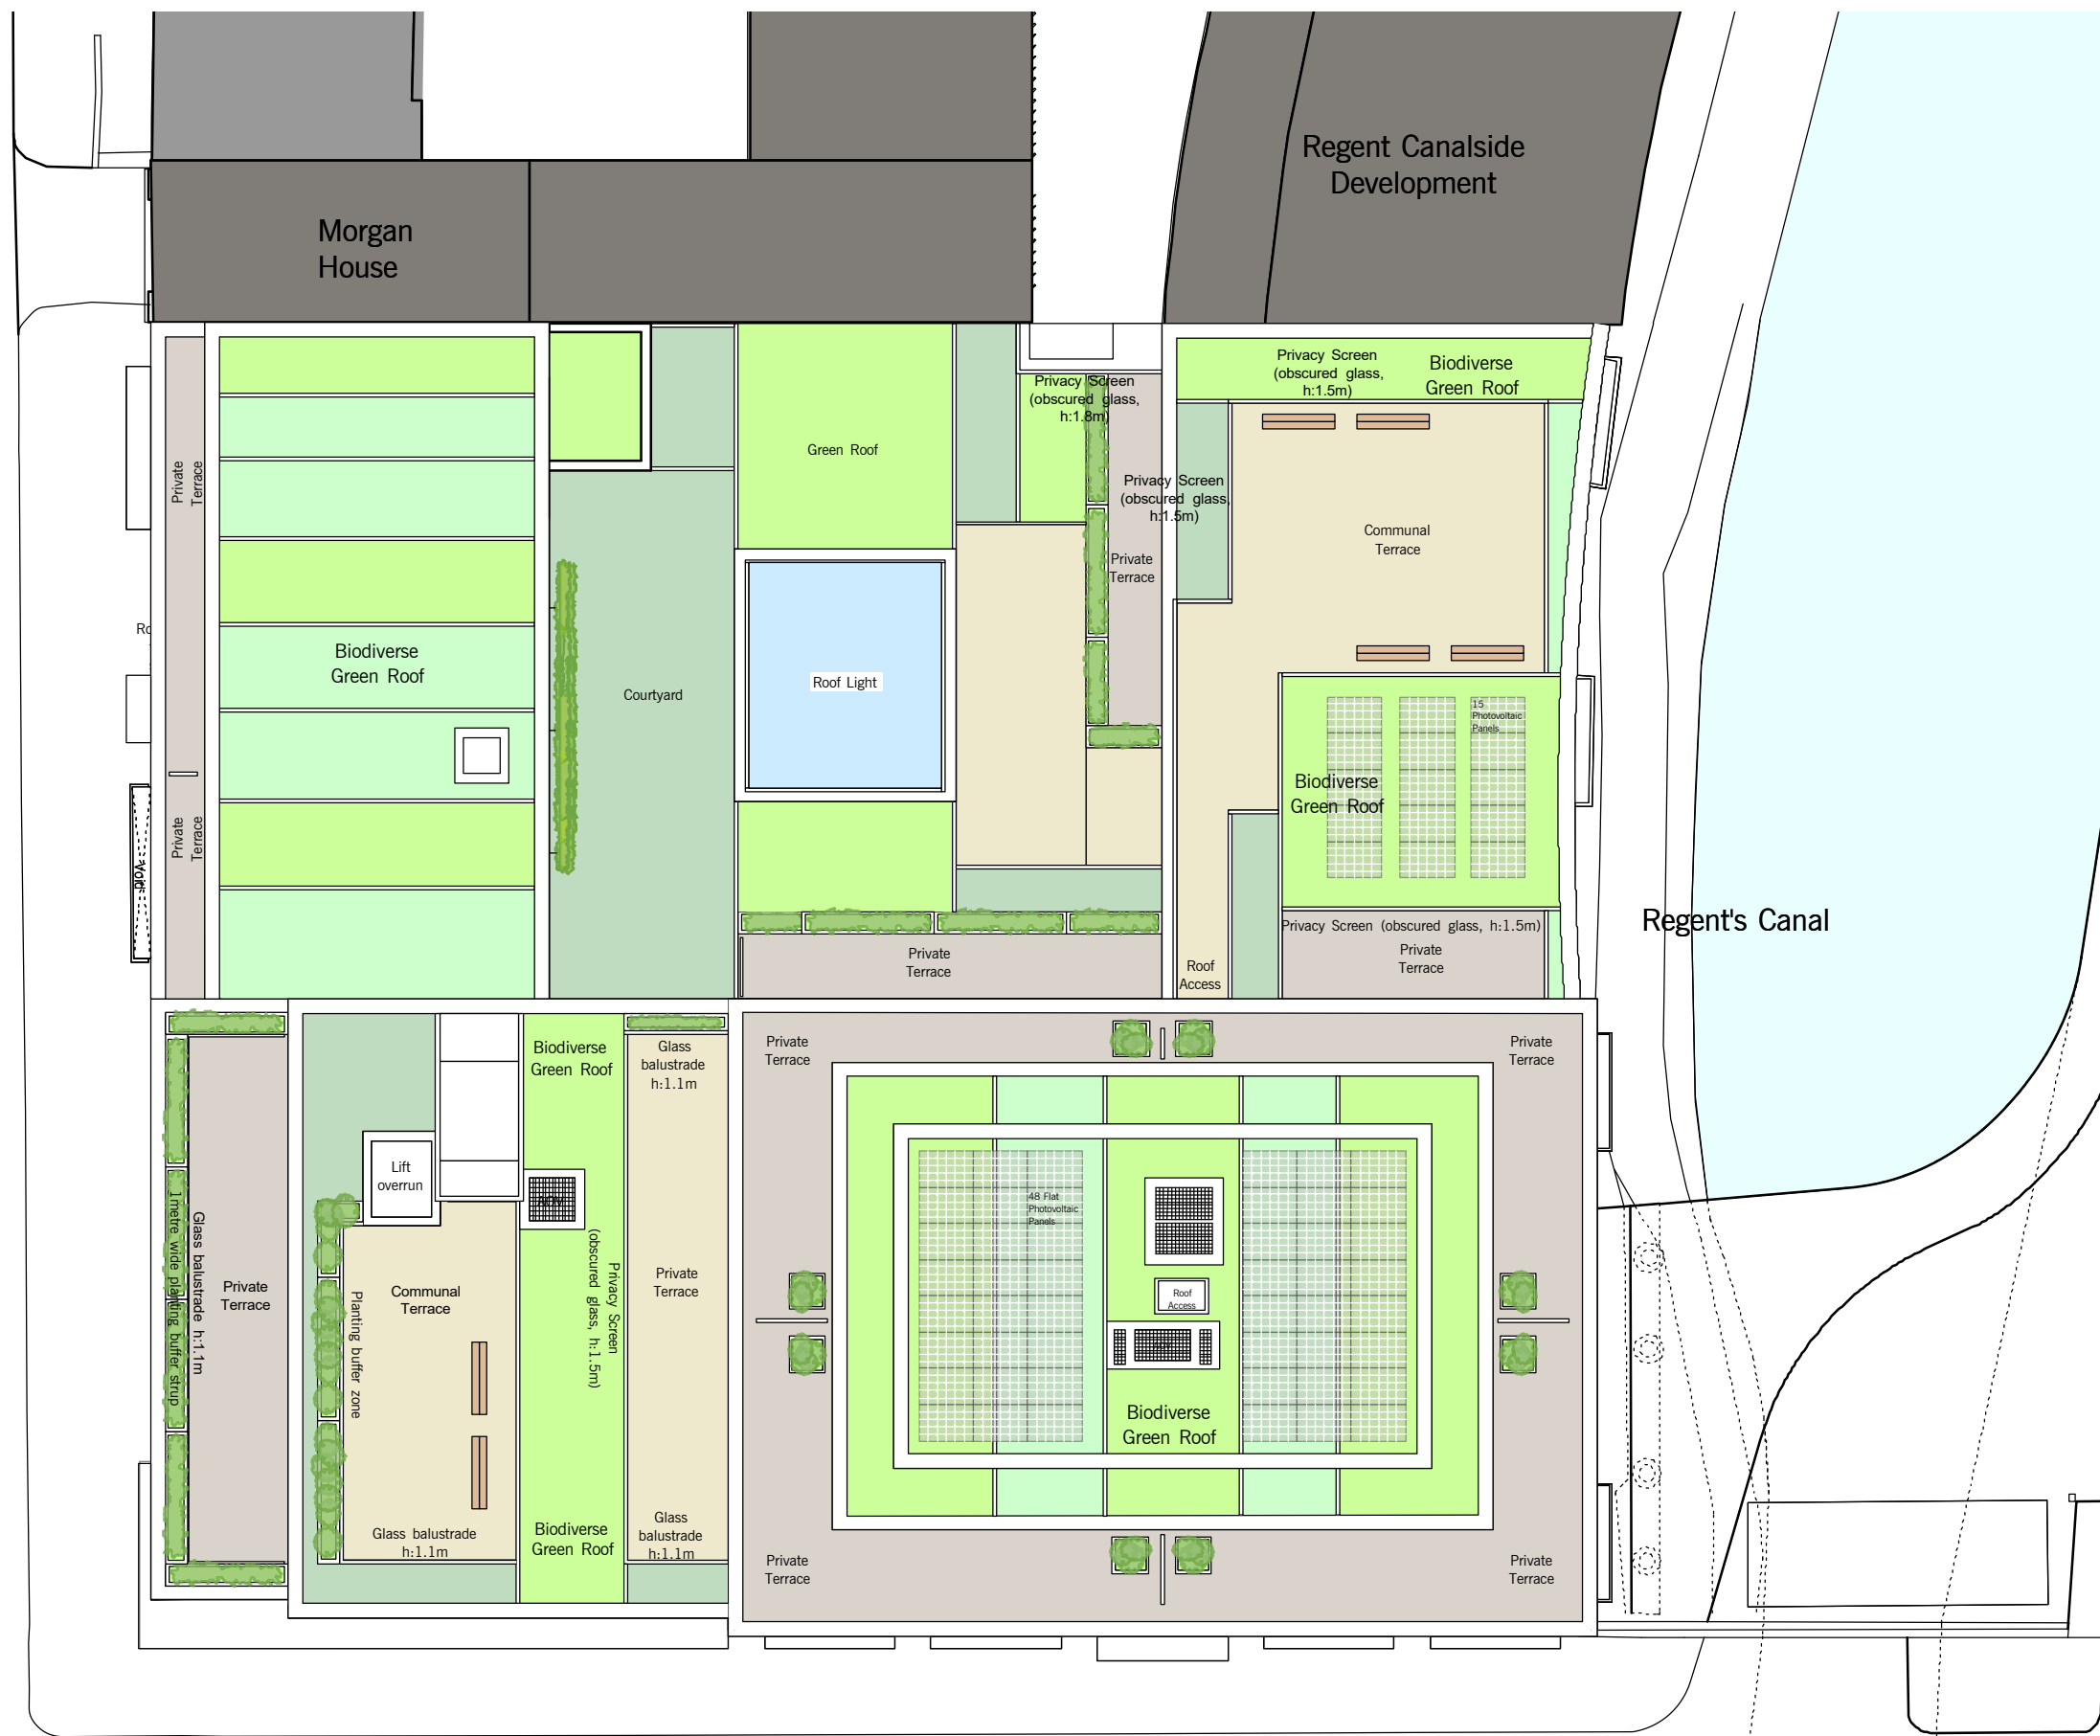 Regent Canalside
Development
Morgan
House
Privacy Screen
(obscured glass,
h:1.5m)
Biodiverse
Green Roof
Privacy Screen
(obscured glass,
h:1.8m)
Green Roof
Private
Terrace
Privacy Screen
(obscured glass,
h:1.5m)
Communal
Terrace
Private
Terrace
Ro
Biodiverse
Green Roof
Courtyard
Roof Light
15
Photovoltaic
Panels
Biodiverse
Green Roof
Private
Terrace
Void
Regent's Canal
Privacy Screen (obscured glass, h:1.5m)
Private
Terrace
Private
Terrace
Roof
Access
Private
Terrace
Private
Terrace
Biodiverse
Green Roof
Glass
balustrade
h:1.1m
Lift
overrun
48 Flat
Photovoltaic
Panels
1metre wide planting buffer strup
Glass balustrade h:1.1m
Private
Terrace
Planting buffer zone
Communal
Terrace
Privacy Screen
(obscured glass, h:1.5m)
Private
Terrace
Roof
Access
Biodiverse
Green Roof
Glass balustrade
h:1.1m
Biodiverse
Green Roof
Glass
balustrade
h:1.1m
Private
Terrace
Private
Terrace